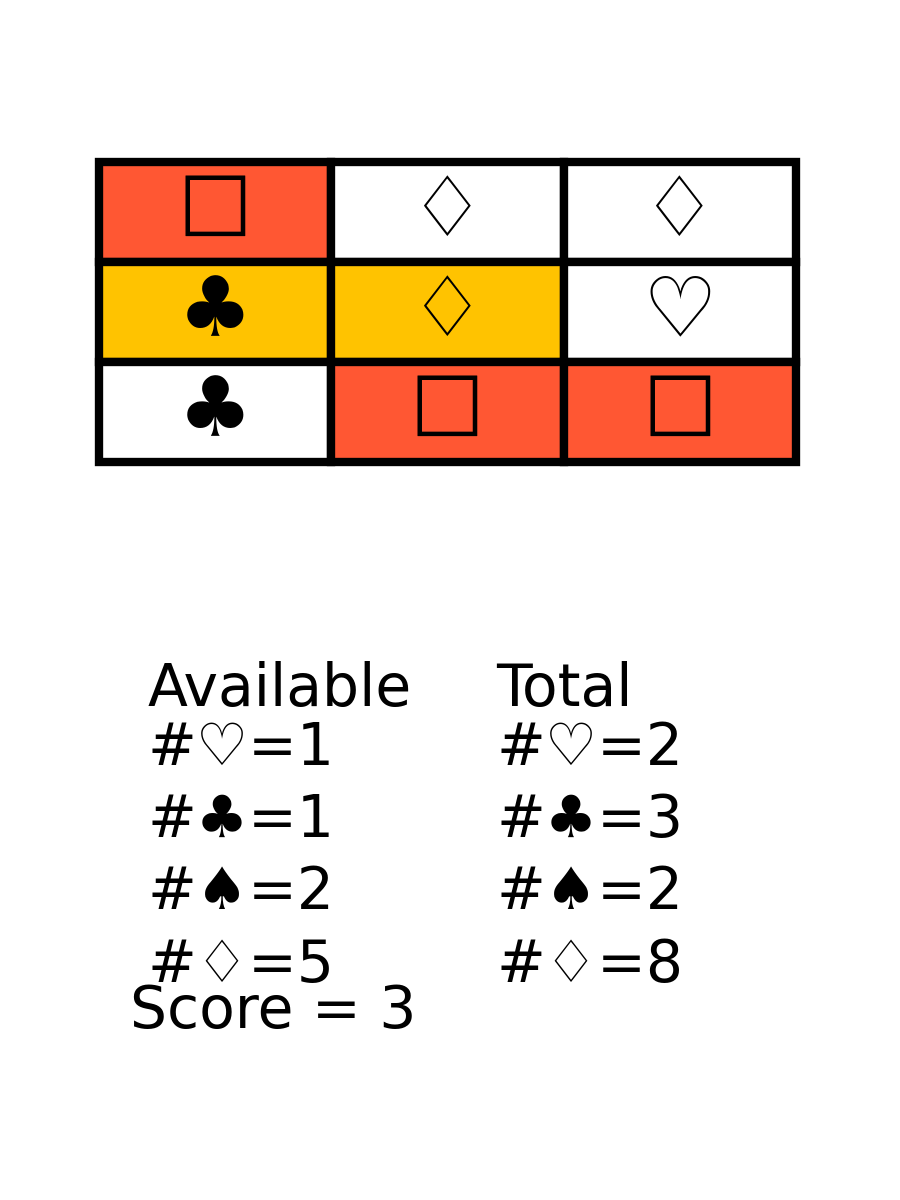 □ ♢ ♢
♣ ♢ ♡
♣ □ □
Available Total
#♡=1 #♡=2
#♣=1 #♣=3
#♠=2 #♠=2
#♢=5 #♢=8
Score = 3